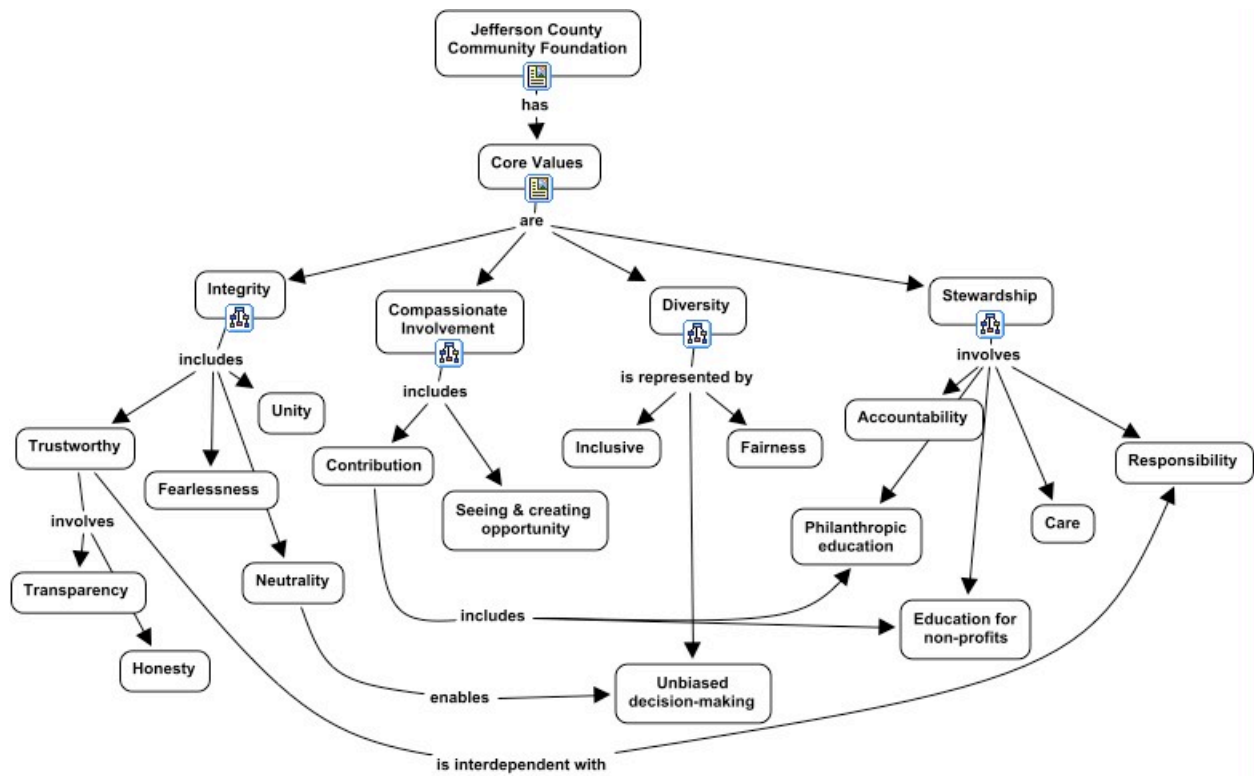 Jefferson County
Community Foundation
has
Core Values
are
Integrity
Compassionate
Involvement
Diversity
Stewardship
includes
includes
is represented by
involves
Unity
Trustworthy
Fearlessness
Contribution
Seeing & creating
opportunity
Inclusive
Fairness
Accountability
Responsibility
involves
Transparency
Honesty
Neutrality
Philanthropic
education
Care
includes
Education for
non-profits
enables
Unbiased
decision-making
is interdependent with